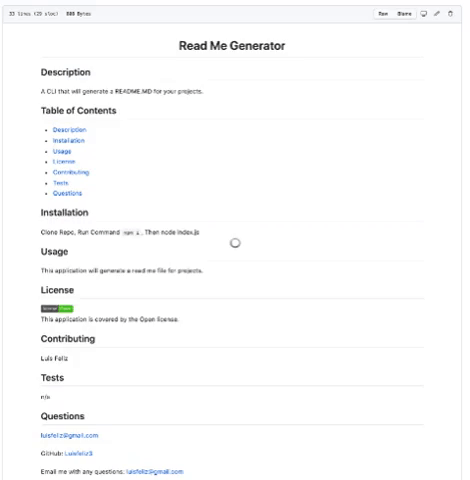 33 lines (20 sloc) 888 Bytes
Raw Blame
Read Me Generator
Description
A CLI that will generate a README.MD for your projects.
Table of Contents
Description
Installation
Usage
License
Contributing
Tests
Questions
Installation
Clone Repo, Run Command npm i, Then node index.js
Usage
This application will generate a read me file for projects.
License
This application is covered by the Open license.
Contributing
Luis Feliz
Tests
n/a
Questions
luisfeliz@gmail.com
GitHub: Luisfeliz3
Email me with any questions: luisfeliz@gmail.com